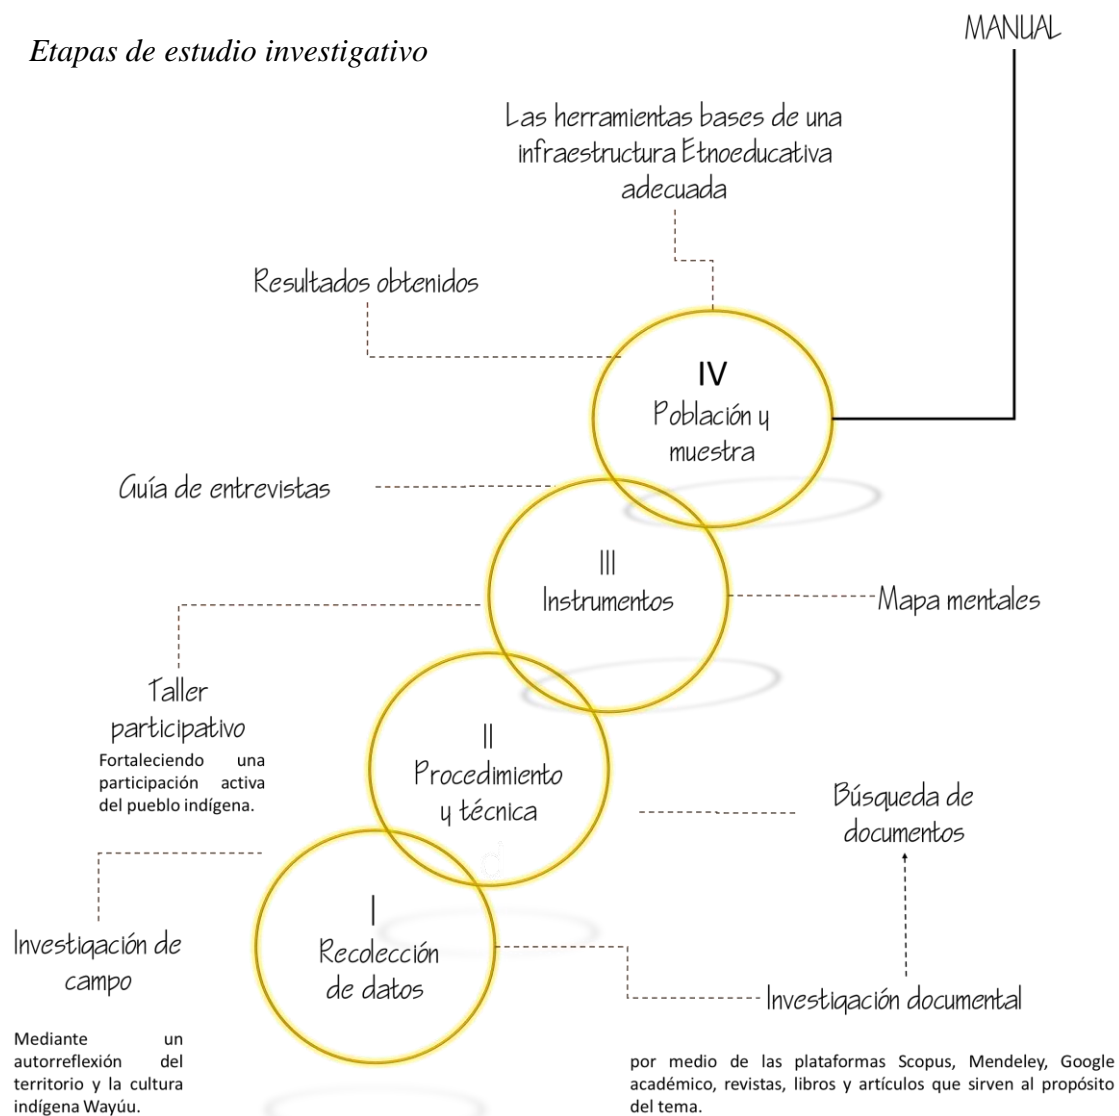 MANUAL
Etapas de estudio investigativo
Las herramientas bases de una
infraestructura Etnoeducativa
adecuada
Resultados obtenidos
IV
Población y
muestra
Guía de entrevistas
III
Instrumentos
Mapa mentales
Taller
participativo
Fortaleciendo una
participación activa
del pueblo indígena.
II
Procedimiento
y técnica
Búsqueda de
documentos
I
Recolección
de datos
Investigación de
campo
Investigación documental
Mediante un
autorreflexión del
territorio y la cultura
indígena Wayúu.
por medio de las plataformas Scopus, Mendeley, Google
académico, revistas, libros y artículos que sirven al propósito
del tema.